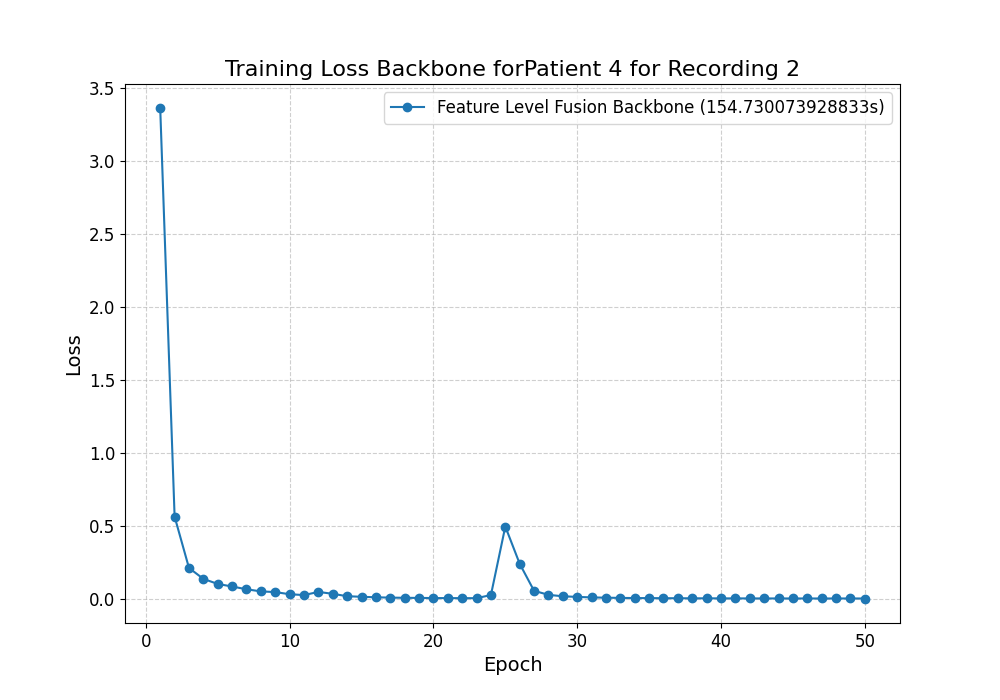 Training Loss Backbone forPatient 4 for Recording 2
Feature Level Fusion Backbone (154.730073928833s)
3.5
3.0
2.5
2.0
1.5
1.0
0.5
0.0
Loss
0 10 20 30 40 50
Epoch